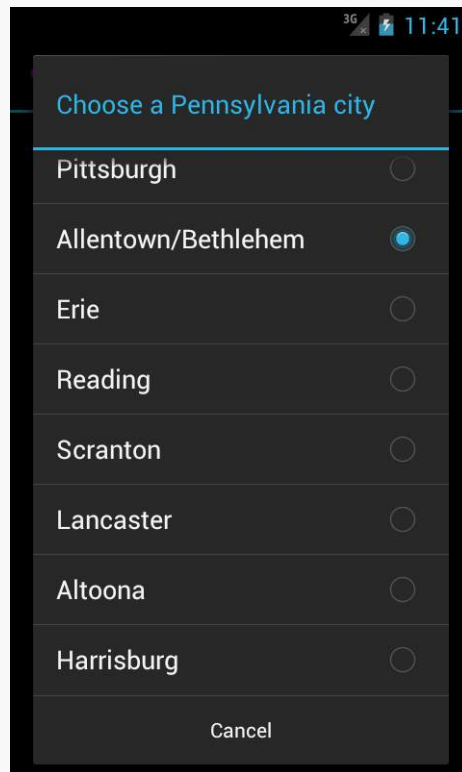 3G 11:41
Choose a Pennsylvania city
Pittsburgh
Allentown/Bethlehem
Erie
Reading
Scranton
Lancaster
Altoona
Harrisburg
Cancel